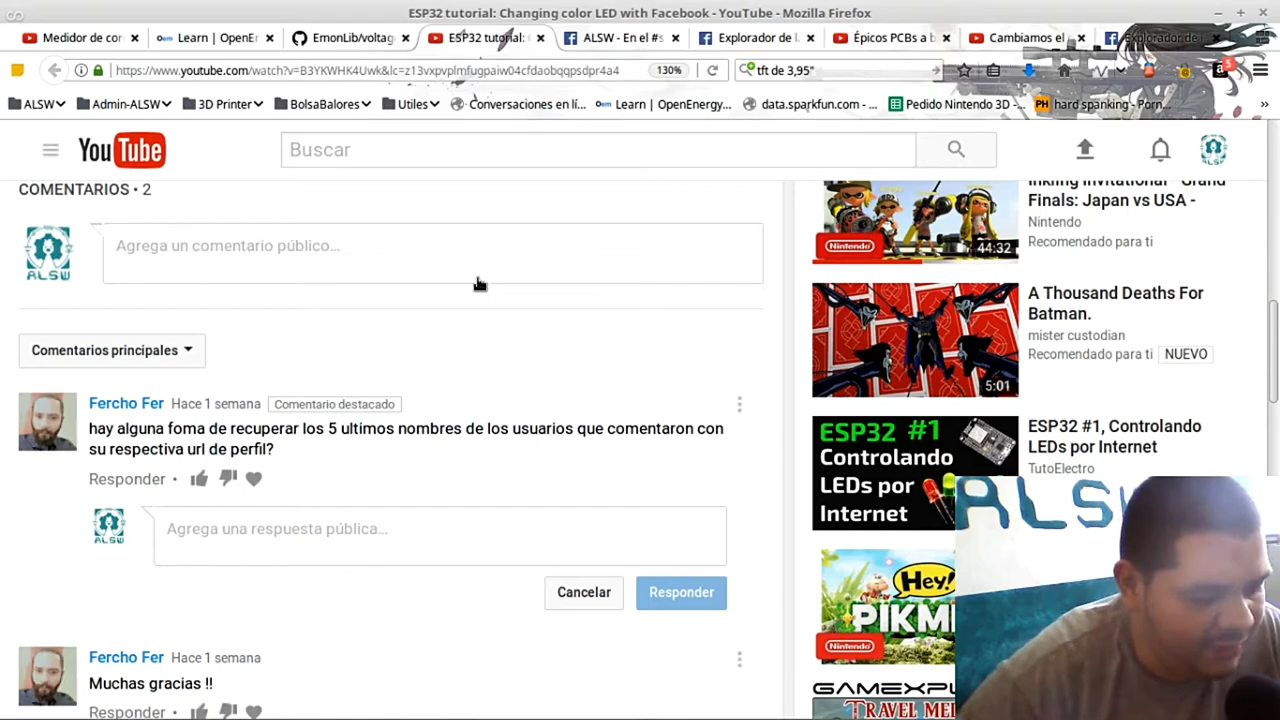 ESP32 tutorial: Changing color LED with Facebook - YouTube - Mozilla Firefox
Medidor de cor
Learn | OpenEr
EmonLib/voltag
ESP32 tutorial:
ALSW - En el #s
Explorador de l
Épicos PCBs a b
Cambiamos el c
Explorador de l
https://www.youtube.com/watch?v=B3YKWHK4Uwk&lc=z13vxpvplmfugpaiw04cfdaobqqpsdpr4a4
130%
tft de 3,95"
5
ALSW
Admin-ALSW
3D Printer
BolsaBalores
Utiles
Conversaciones en lí...
Learn | OpenEnergy...
data.sparkfun.com - ...
Pedido Nintendo 3D -...
PH hard spanking - Porn...
YouTube
Buscar
COMENTARIOS • 2
ALSW
Agrega un comentario público...
Comentarios principales
Fercho Fer Hace 1 semana Comentario destacado
hay alguna foma de recuperar los 5 ultimos nombres de los usuarios que comentaron con
su respectiva url de perfil?
Responder •
Agrega una respuesta pública...
Cancelar
Responder
Fercho Fer Hace 1 semana
Muchas gracias !!
Responder •
Inkling Invitational - Grand
Finals: Japan vs USA -
Nintendo
Recomendado para ti
Nintendo
44:32
A Thousand Deaths For
Batman.
mister custodian
Recomendado para ti NUEVO
5:01
ESP32 #1, Controlando
LEDs por Internet
TutoElectro
ESP32 #1
Controlando
LEDs por
Internet
Hey!
PIKMI
Nintendo
GAMEXPL
TRAVEL MED
ALSW